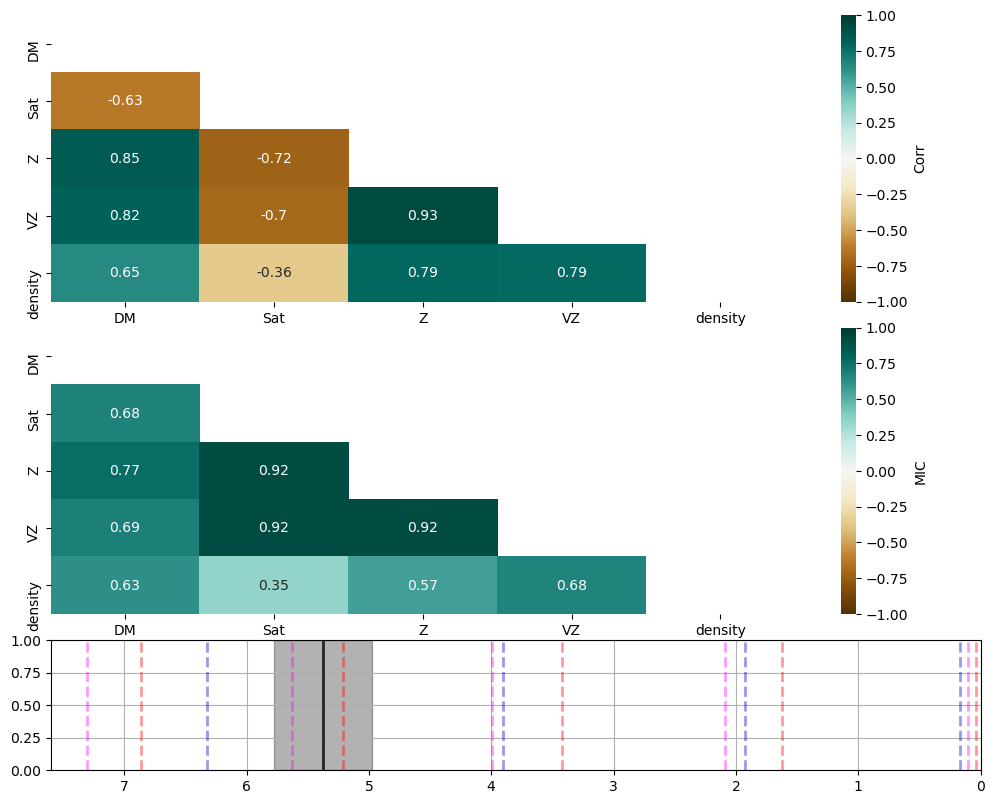 DM
Sat
Z
VZ
density
-0.63
0.85 -0.72
0.82 -0.7 0.93
0.65 -0.36 0.79 0.79
DM Sat Z VZ density
1.00
0.75
0.50
0.25
0.00
−0.25
−0.50
−0.75
−1.00
Corr
DM
Sat
Z
VZ
density
0.68
0.77 0.92
0.69 0.92 0.92
0.63 0.35 0.57 0.68
DM Sat Z VZ density
1.00
0.75
0.50
0.25
0.00
−0.25
−0.50
−0.75
−1.00
MIC
1.00
0.75
0.50
0.25
0.00
7 6 5 4 3 2 1 0